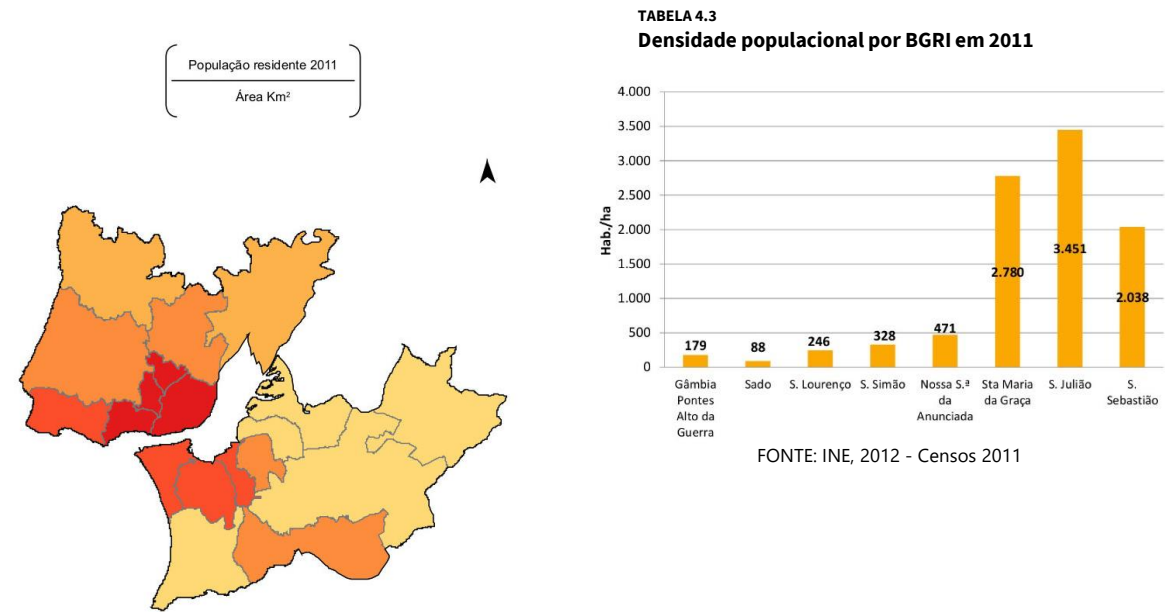 População residente 2011
Área Km²
TABELA 4.3
Densidade populacional por BGRI em 2011
4.000
3.500
3.000
2.500
2.000
1.500
1.000
500
0
Hab./ha
179
88
246
328
471
2.780
3.451
2.038
Gâmbia
Pontes
Alto da
Guerra
Sado
S. Lourenço
S. Simão
Nossa S.ª
da
Anunciada
Sta Maria
da Graça
S. Julião
S.
Sebastião
FONTE: INE, 2012 - Censos 2011